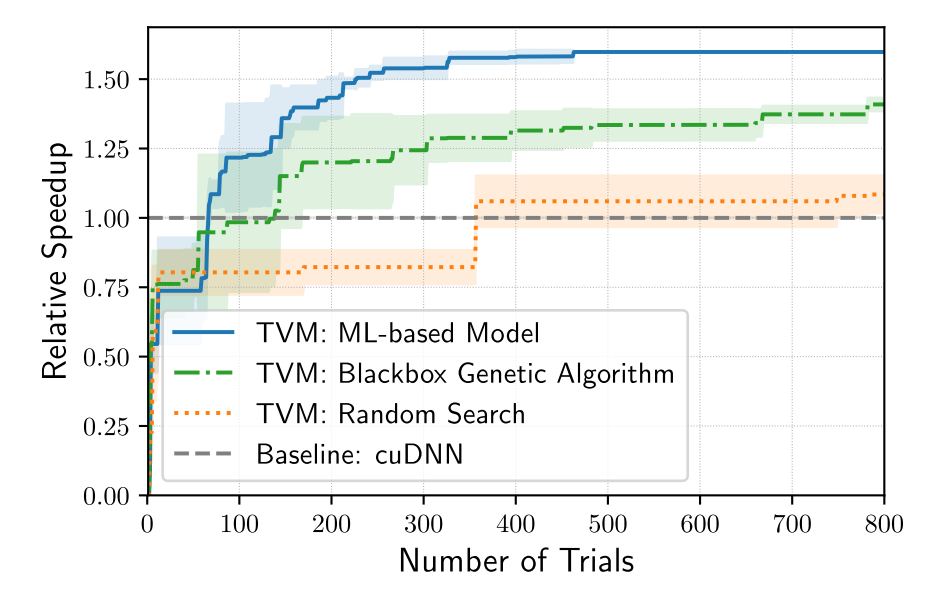 1.50
1.25
1.00
0.75
0.50
0.25
0.00
Relative Speedup
TVM: ML-based Model
TVM: Blackbox Genetic Algorithm
TVM: Random Search
Baseline: cuDNN
0 100 200 300 400 500 600 700 800
Number of Trials